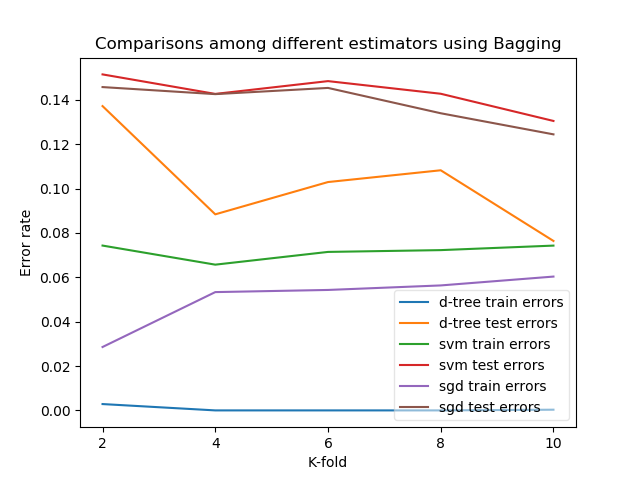 Comparisons among different estimators using Bagging
Error rate
0.14
0.12
0.10
0.08
0.06
0.04
0.02
0.00
2 4 6 8 10
K-fold
d-tree train errors
d-tree test errors
svm train errors
svm test errors
sgd train errors
sgd test errors